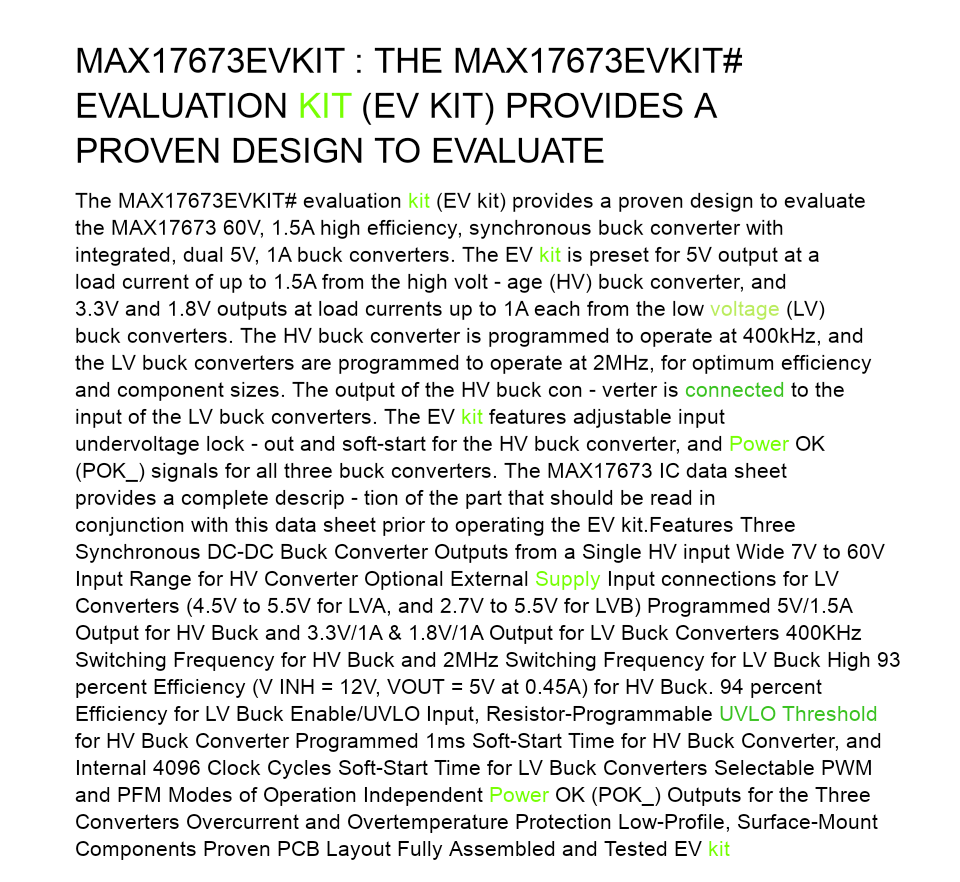 MAX17673EVKIT : THE MAX17673EVKIT#
EVALUATION KIT (EV KIT) PROVIDES A
PROVEN DESIGN TO EVALUATE
The MAX17673EVKIT# evaluation kit (EV kit) provides a proven design to evaluate
the MAX17673 60V, 1.5A high efficiency, synchronous buck converter with
integrated, dual 5V, 1A buck converters. The EV kit is preset for 5V output at a
load current of up to 1.5A from the high volt - age (HV) buck converter, and
3.3V and 1.8V outputs at load currents up to 1A each from the low voltage (LV)
buck converters. The HV buck converter is programmed to operate at 400kHz, and
the LV buck converters are programmed to operate at 2MHz, for optimum efficiency
and component sizes. The output of the HV buck con - verter is connected to the
input of the LV buck converters. The EV kit features adjustable input
undervoltage lock - out and soft-start for the HV buck converter, and Power OK
(POK_) signals for all three buck converters. The MAX17673 IC data sheet
provides a complete descrip - tion of the part that should be read in
conjunction with this data sheet prior to operating the EV kit.Features Three
Synchronous DC-DC Buck Converter Outputs from a Single HV input Wide 7V to 60V
Input Range for HV Converter Optional External Supply Input connections for LV
Converters (4.5V to 5.5V for LVA, and 2.7V to 5.5V for LVB) Programmed 5V/1.5A
Output for HV Buck and 3.3V/1A & 1.8V/1A Output for LV Buck Converters 400KHz
Switching Frequency for HV Buck and 2MHz Switching Frequency for LV Buck High 93
percent Efficiency (V INH = 12V, VOUT = 5V at 0.45A) for HV Buck. 94 percent
Efficiency for LV Buck Enable/UVLO Input, Resistor-Programmable UVLO Threshold
for HV Buck Converter Programmed 1ms Soft-Start Time for HV Buck Converter, and
Internal 4096 Clock Cycles Soft-Start Time for LV Buck Converters Selectable PWM
and PFM Modes of Operation Independent Power OK (POK_) Outputs for the Three
Converters Overcurrent and Overtemperature Protection Low-Profile, Surface-Mount
Components Proven PCB Layout Fully Assembled and Tested EV kit